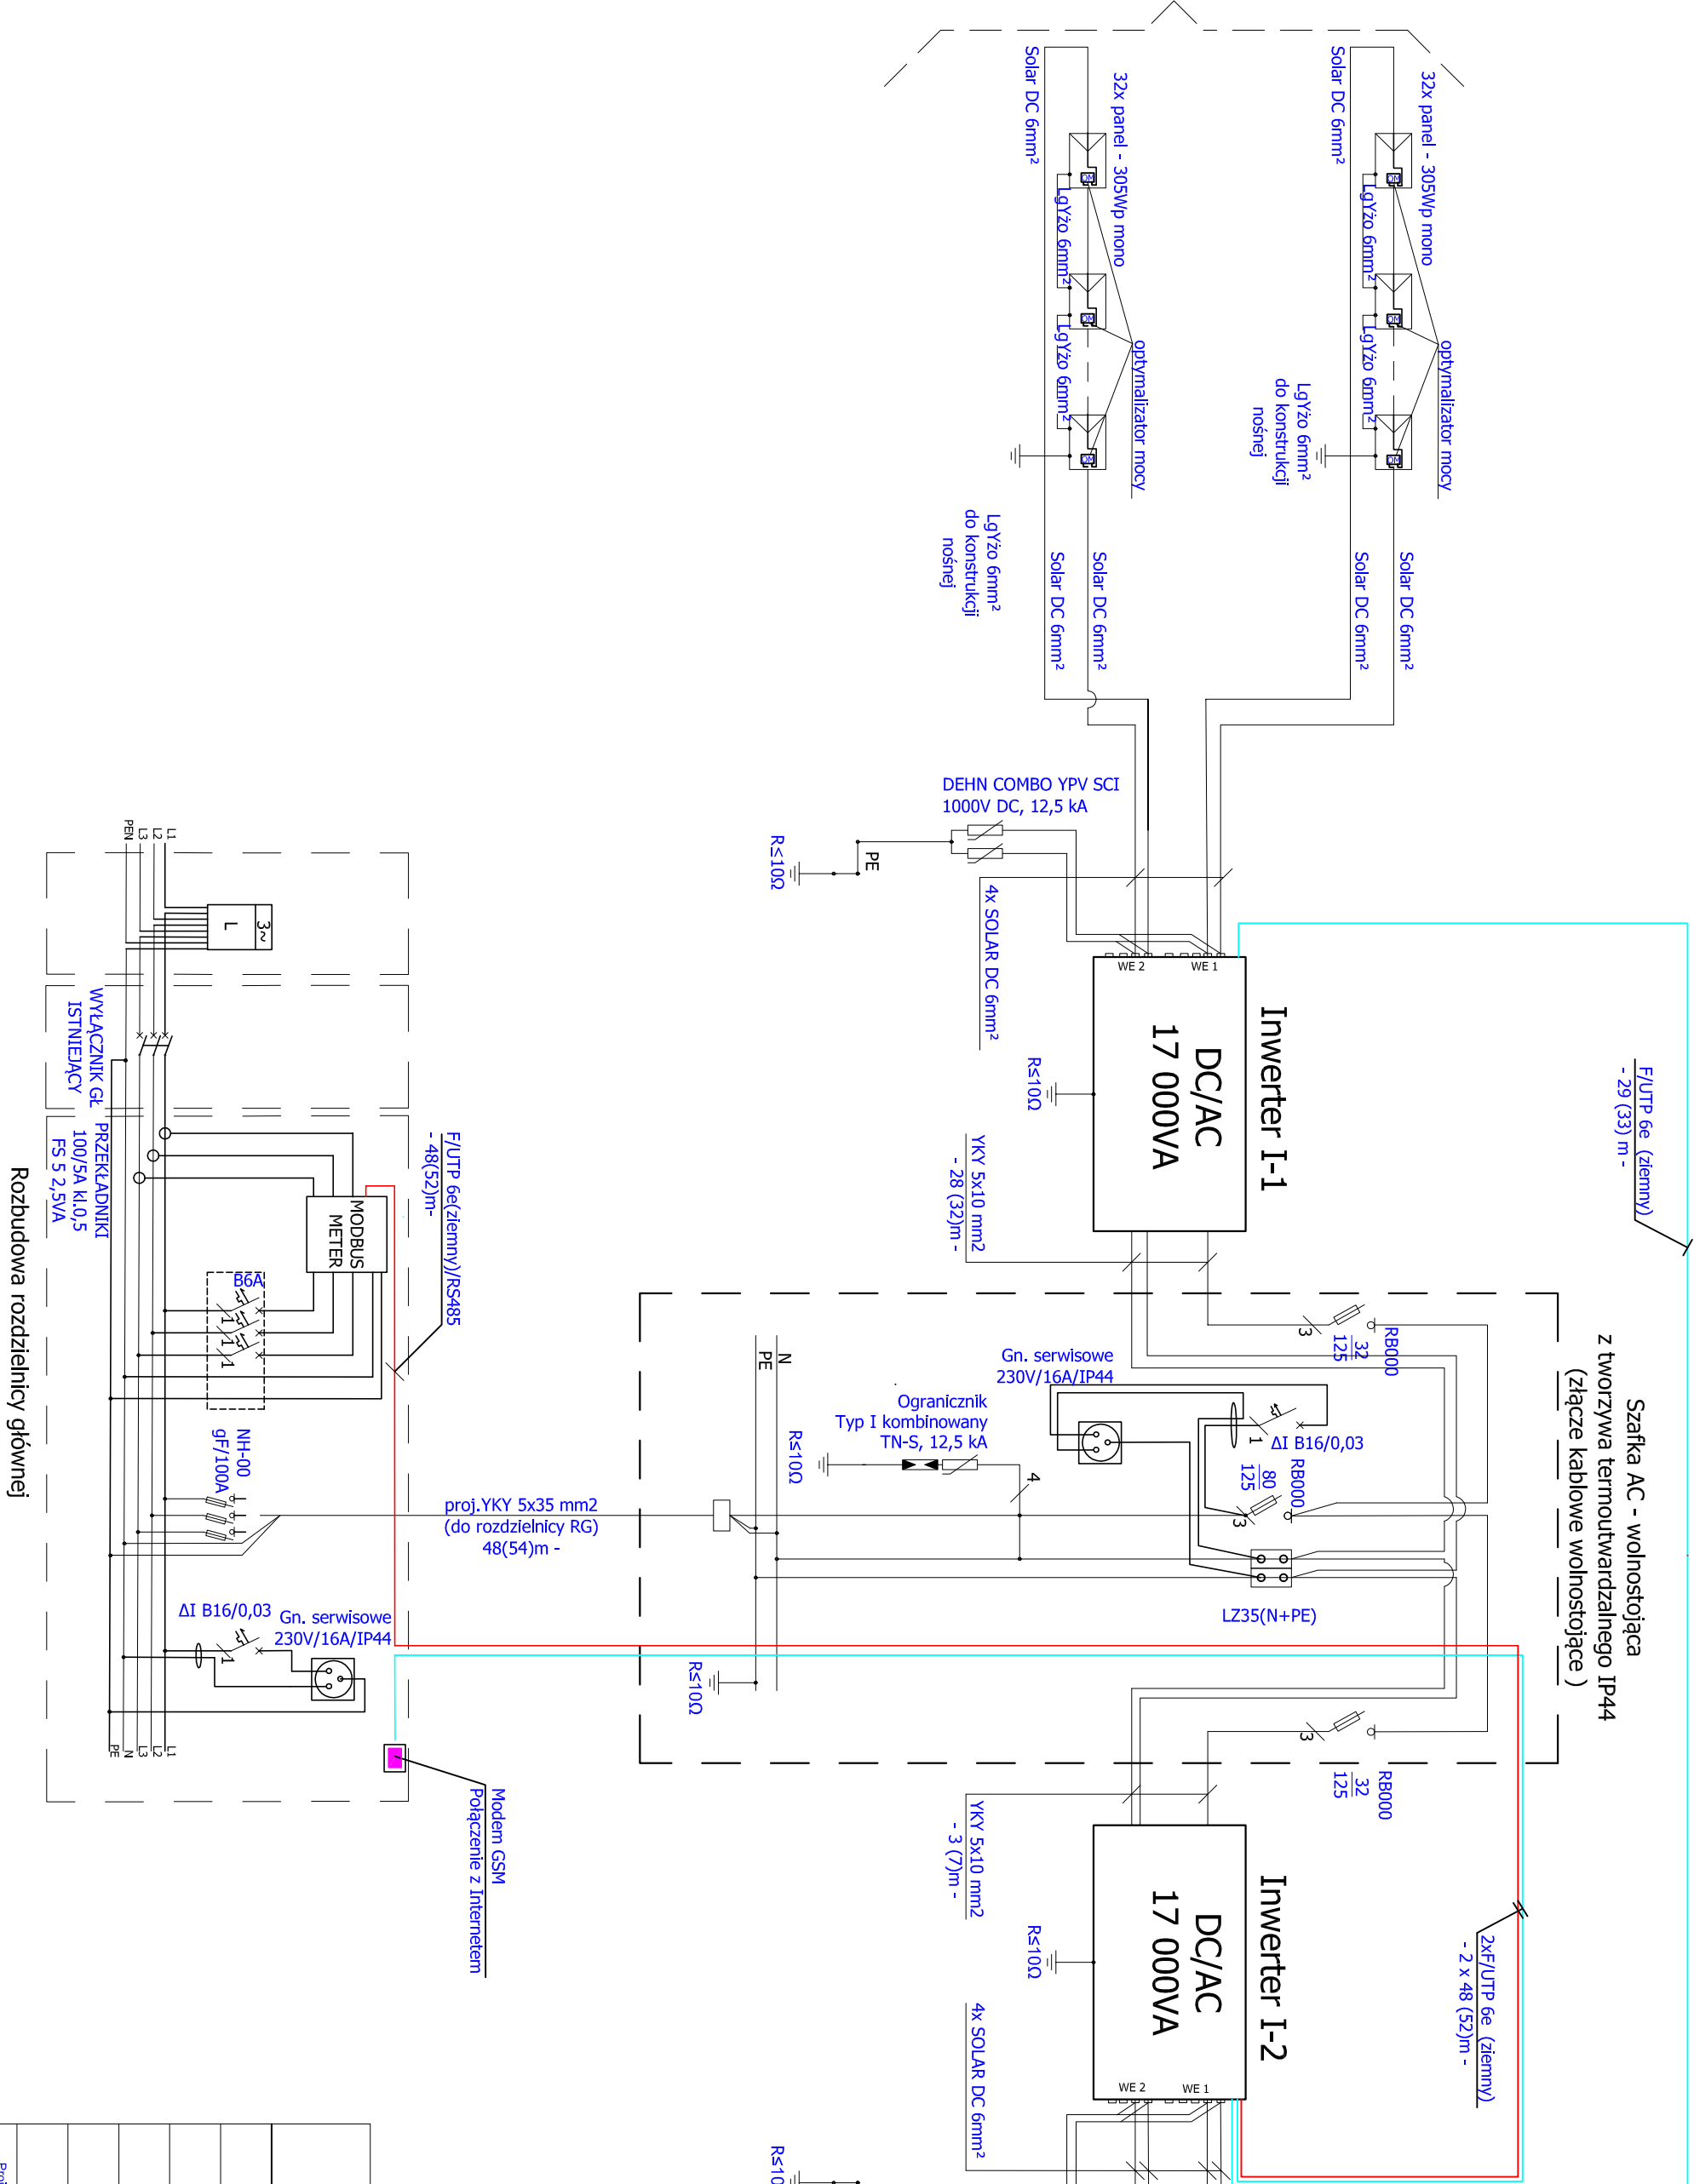 Solar DC 6mm²
32x panel - 305Wp mono
LgYżo 6mm²
LgYżo 6mm²
OM
OM
OM
optymalizator mocy
LgYżo 6mm²
do konstrukcji
nośnej
Solar DC 6mm²
Solar DC 6mm²
Solar DC 6mm²
32x panel - 305Wp mono
LgYżo 6mm²
LgYżo 6mm²
OM
OM
OM
optymalizator mocy
LgYżo 6mm²
do konstrukcji
nośnej
Solar DC 6mm²
Solar DC 6mm²
DEHN COMBO YPV SCI
1000V DC, 12,5 kA
PE
R≤10Ω
4x SOLAR DC 6mm²
WE 2
WE 1
Inwerter I-1
DC/AC
17 000VA
R≤10Ω
YKY 5x10 mm2
- 28 (32)m -
F/UTP 6e (ziemny)
- 29 (33) m -
Szafka AC - wolnostojąca
z tworzywa termoutwardzalnego IP44
(złącze kablowe wolnostojące )
RB000
32
125
3
N
PE
Gn. serwisowe
230V/16A/IP44
ΔI B16/0,03
1
Ogranicznik
Typ I kombinowany
TN-S, 12,5 kA
R≤10Ω
4
RB000
80
125
3
LZ35(N+PE)
R≤10Ω
3
RB000
32
125
YKY 5x10 mm2
- 3 (7)m -
Inwerter I-2
DC/AC
17 000VA
R≤10Ω
WE 2
WE 1
4x SOLAR DC 6mm²
2xF/UTP 6e (ziemny)
- 2 x 48 (52)m -
R≤10
L1
L2
L3
PEN
3~
L
WYŁĄCZNIK GŁ
ISTNIEJĄCY
PRZEKŁADNIKI
100/5A kl.0,5
FS 5 2,5VA
MODBUS
METER
F/UTP 6e(ziemny)/RS485
- 48(52)m-
B6A
1
1
1
NH-00
gF/100A
proj.YKY 5x35 mm2
(do rozdzielnicy RG)
48(54)m -
ΔI B16/0,03
1
Gn. serwisowe
230V/16A/IP44
L1
L2
L3
N
PE
Modem GSM
Połączenie z Internetem
Rozbudowa rozdzielnicy głównej